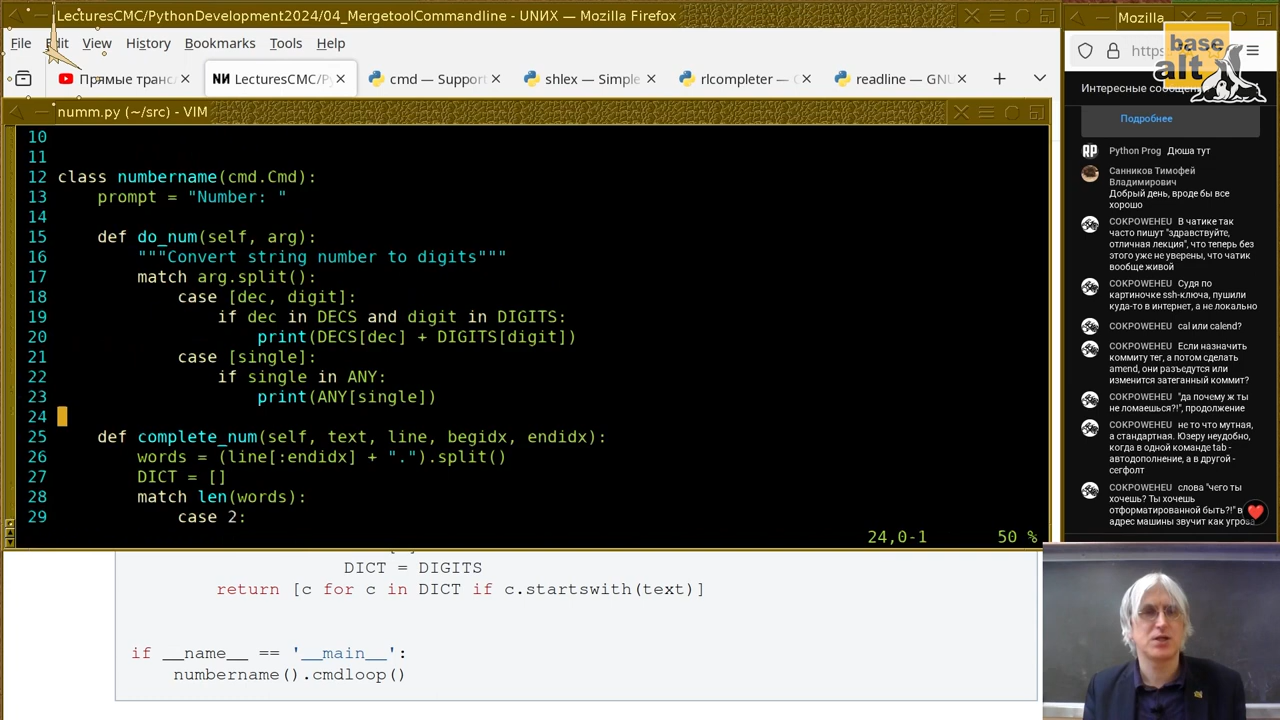 LecturesCMC/PythonDevelopment2024/04_MergetoolCommandline - UNИX — Mozilla Firefox
File Edit View History Bookmarks Tools Help
Прямые транс
LecturesCMC/Py
cmd — Support
shlex — Simple
rlcompleter — C
readline — GNU
numm.py (~/src) - VIM
10
11
12 class numbername(cmd.Cmd):
13 prompt = "Number: "
14
15 def do_num(self, arg):
16 """Convert string number to digits"""
17 match arg.split():
18 case [dec, digit]:
19 if dec in DECS and digit in DIGITS:
20 print(DECS[dec] + DIGITS[digit])
21 case [single]:
22 if single in ANY:
23 print(ANY[single])
24
25 def complete_num(self, text, line, begidx, endidx):
26 words = (line[:endidx] + ".").split()
27 DICT = []
28 match len(words):
29 case 2:
24,0-1 50 %
DICT = DIGITS
return [c for c in DICT if c.startswith(text)]
if __name__ == '__main__':
numbername().cmdloop()
Mozilla
https
base
alt
Интересные сообщен
Подробнее
Python Prog Дюша тут
Санников Тимофей
Владимирович
Добрый день, вроде бы все
хорошо
COKPOWEHEU В чатике так
часто пишут "здравствуйте,
отличная лекция", что теперь без
этого уже не уверены, что чатик
вообще живой
COKPOWEHEU Судя по
картиночке ssh-ключа, пушили
куда-то в интернет, а не локально
COKPOWEHEU cal или calend?
COKPOWEHEU Если назначить
коммиту тег, а потом сделать
amend, они разъедутся или
изменится затеганный коммит?
COKPOWEHEU "да почему ж ты
не ломаешься?!", продолжение
COKPOWEHEU не то что мутная,
а стандартная. Юзеру неудобно,
когда в одной команде tab -
автодополнение, а в другой -
сегфолт
COKPOWEHEU слова "чего ты
хочешь? Ты хочешь
отформатированной быть?!" в
адрес машины звучит как угроза